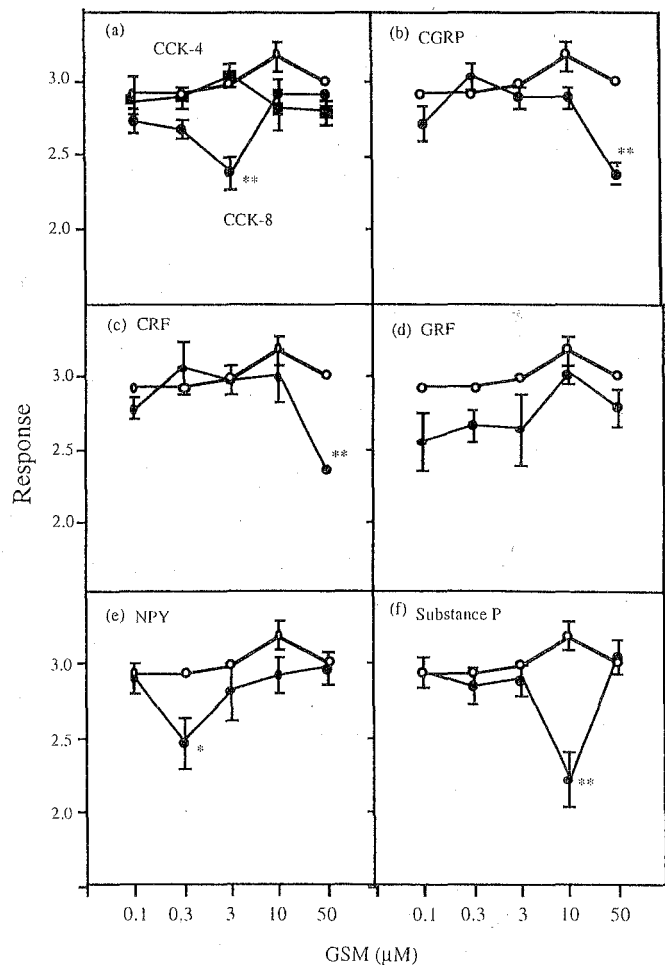 (a)
CCK-4
(b)
CGRP
3.0
2.5
**
**
2.0
CCK-8
(c) CRF
(d) GRF
3.0
2.5
**
2.0
Response
(e) NPY
(f) Substance P
3.0
2.5
*
**
2.0
0.1 0.3 3 10 50 0.1 0.3 3 10 50
GSM (μM)